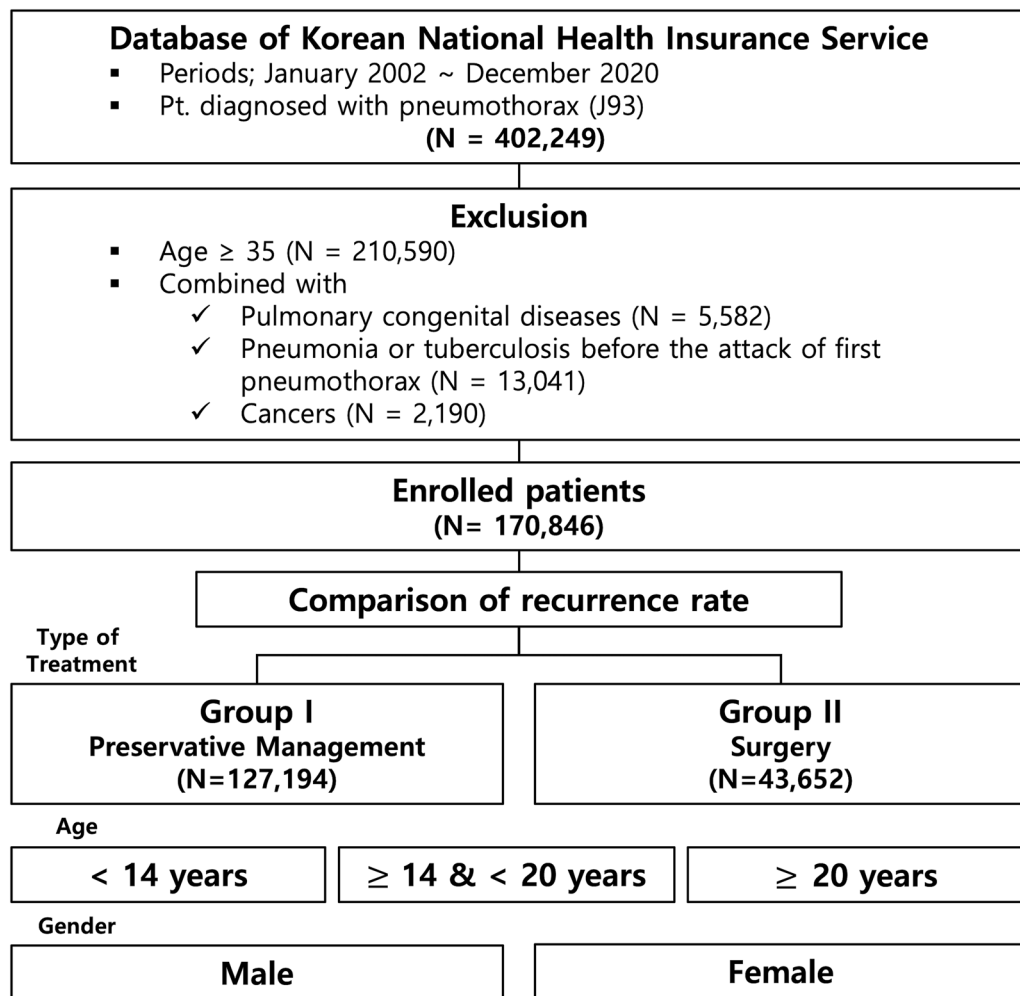 Database of Korean National Health Insurance Service
▪ Periods; January 2002 ~ December 2020
▪ Pt. diagnosed with pneumothorax (J93)
(N = 402,249)
Exclusion
▪ Age ≥ 35 (N = 210,590)
▪ Combined with
✓ Pulmonary congenital diseases (N = 5,582)
✓ Pneumonia or tuberculosis before the attack of first
pneumothorax (N = 13,041)
✓ Cancers (N = 2,190)
Enrolled patients
(N= 170,846)
Comparison of recurrence rate
Type of
Treatment
Group I
Preservative Management
(N=127,194)
Group II
Surgery
(N=43,652)
Age
< 14 years
≥ 14 & < 20 years
≥ 20 years
Gender
Male
Female